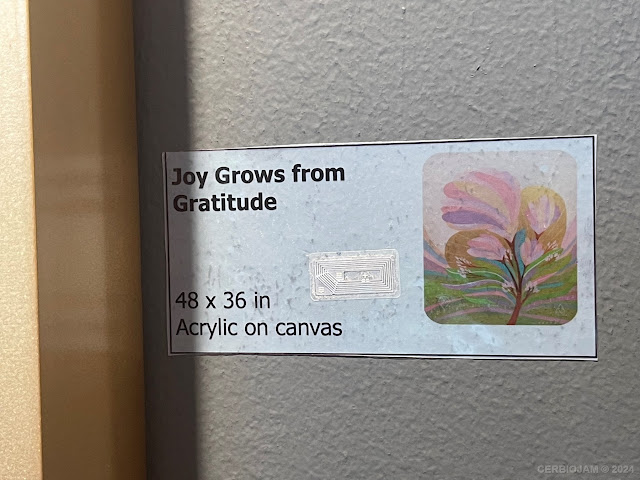 Joy Grows from
Gratitude
48 x 36 in
Acrylic on canvas
CERBIOJAM © 2024